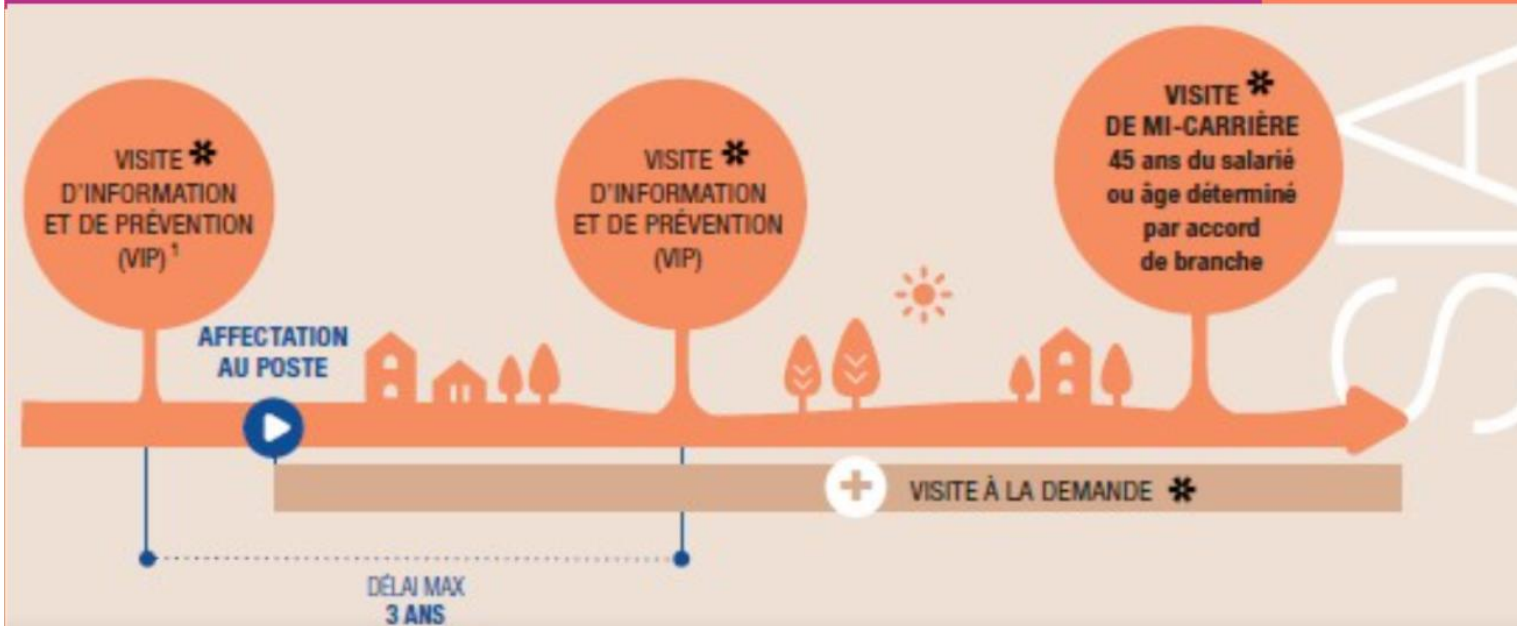 VISITE *
D'INFORMATION
ET DE PRÉVENTION
(VIP) ¹
AFFECTATION
AU POSTE
VISITE *
D'INFORMATION
ET DE PRÉVENTION
(VIP)
VISITE *
DE MI-CARRIÈRE
45 ans du salarié
ou âge déterminé
par accord
de branche
VISITE À LA DEMANDE *
DÉLAI MAX
3 ANS
SIA